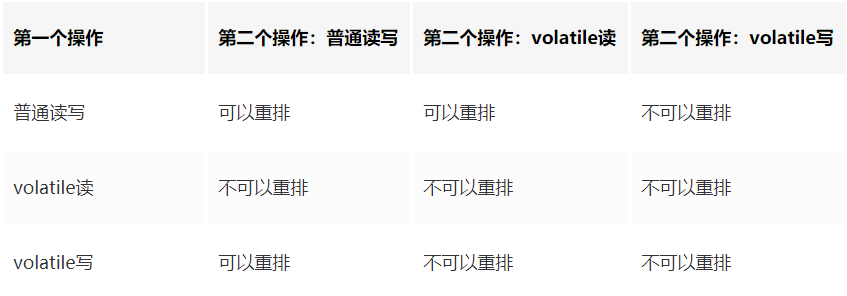 第一个操作 第二个操作：普通读写 第二个操作：volatile读 第二个操作：volatile写
普通读写 可以重排 可以重排 不可以重排
volatile读 不可以重排 不可以重排 不可以重排
volatile写 可以重排 不可以重排 不可以重排